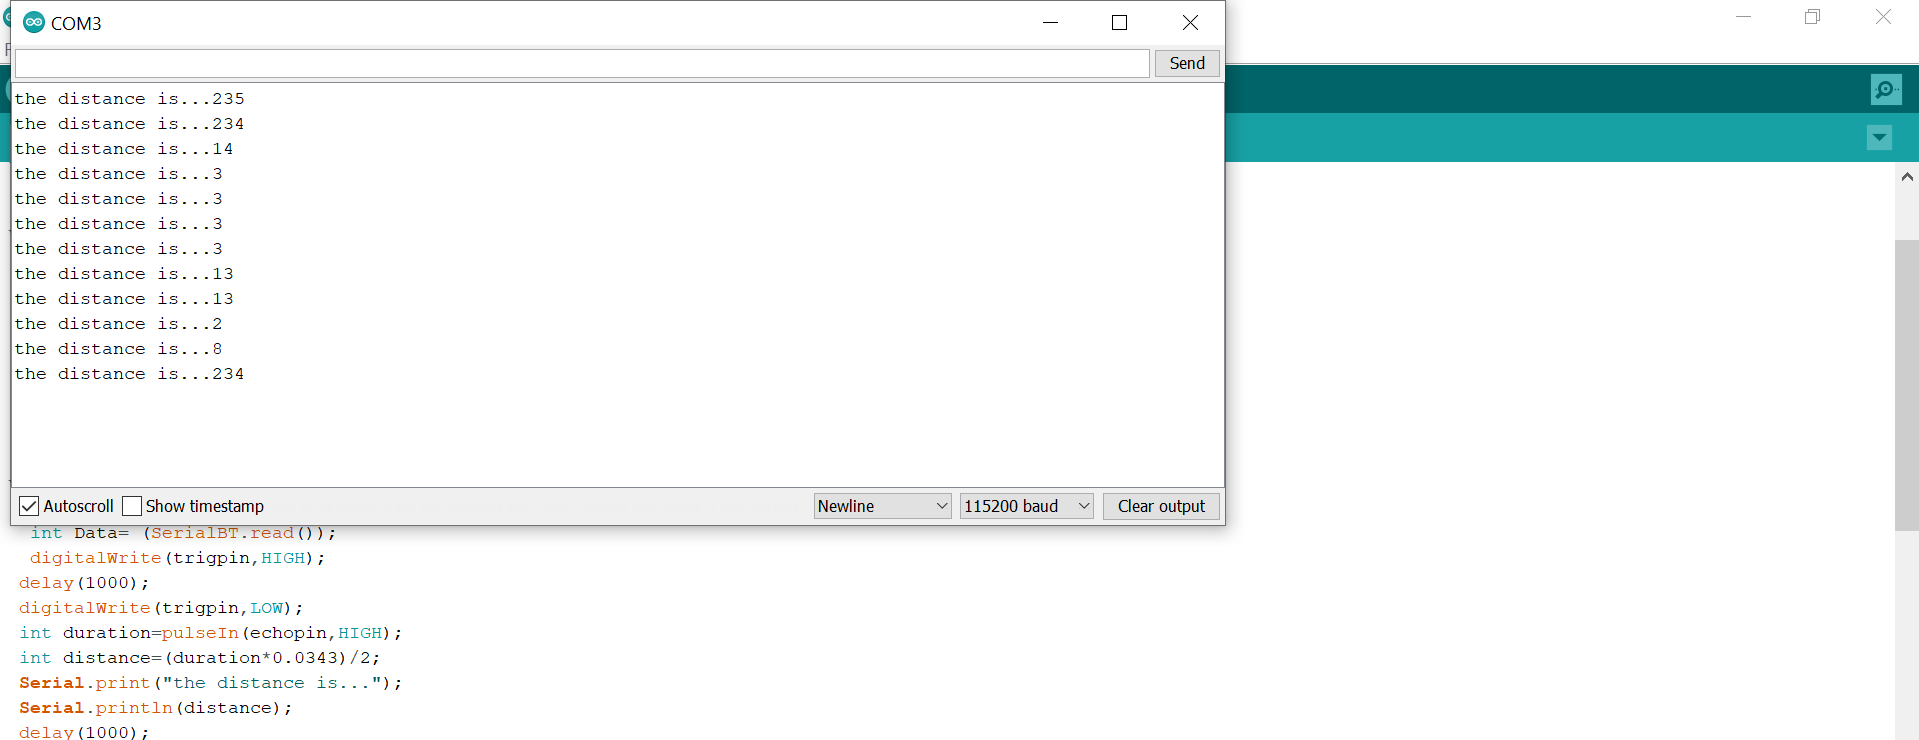 COM3
Send
the distance is...235
the distance is...234
the distance is...14
the distance is...3
the distance is...3
the distance is...3
the distance is...3
the distance is...13
the distance is...13
the distance is...2
the distance is...8
the distance is...234
Autoscroll Show timestamp Newline 115200 baud Clear output
int Data= (SerialBT.read());
digitalWrite(trigpin,HIGH);
delay(1000);
digitalWrite(trigpin,LOW);
int duration=pulseIn(echopin,HIGH);
int distance=(duration*0.0343)/2;
Serial.print("the distance is...");
Serial.println(distance);
delay(1000);